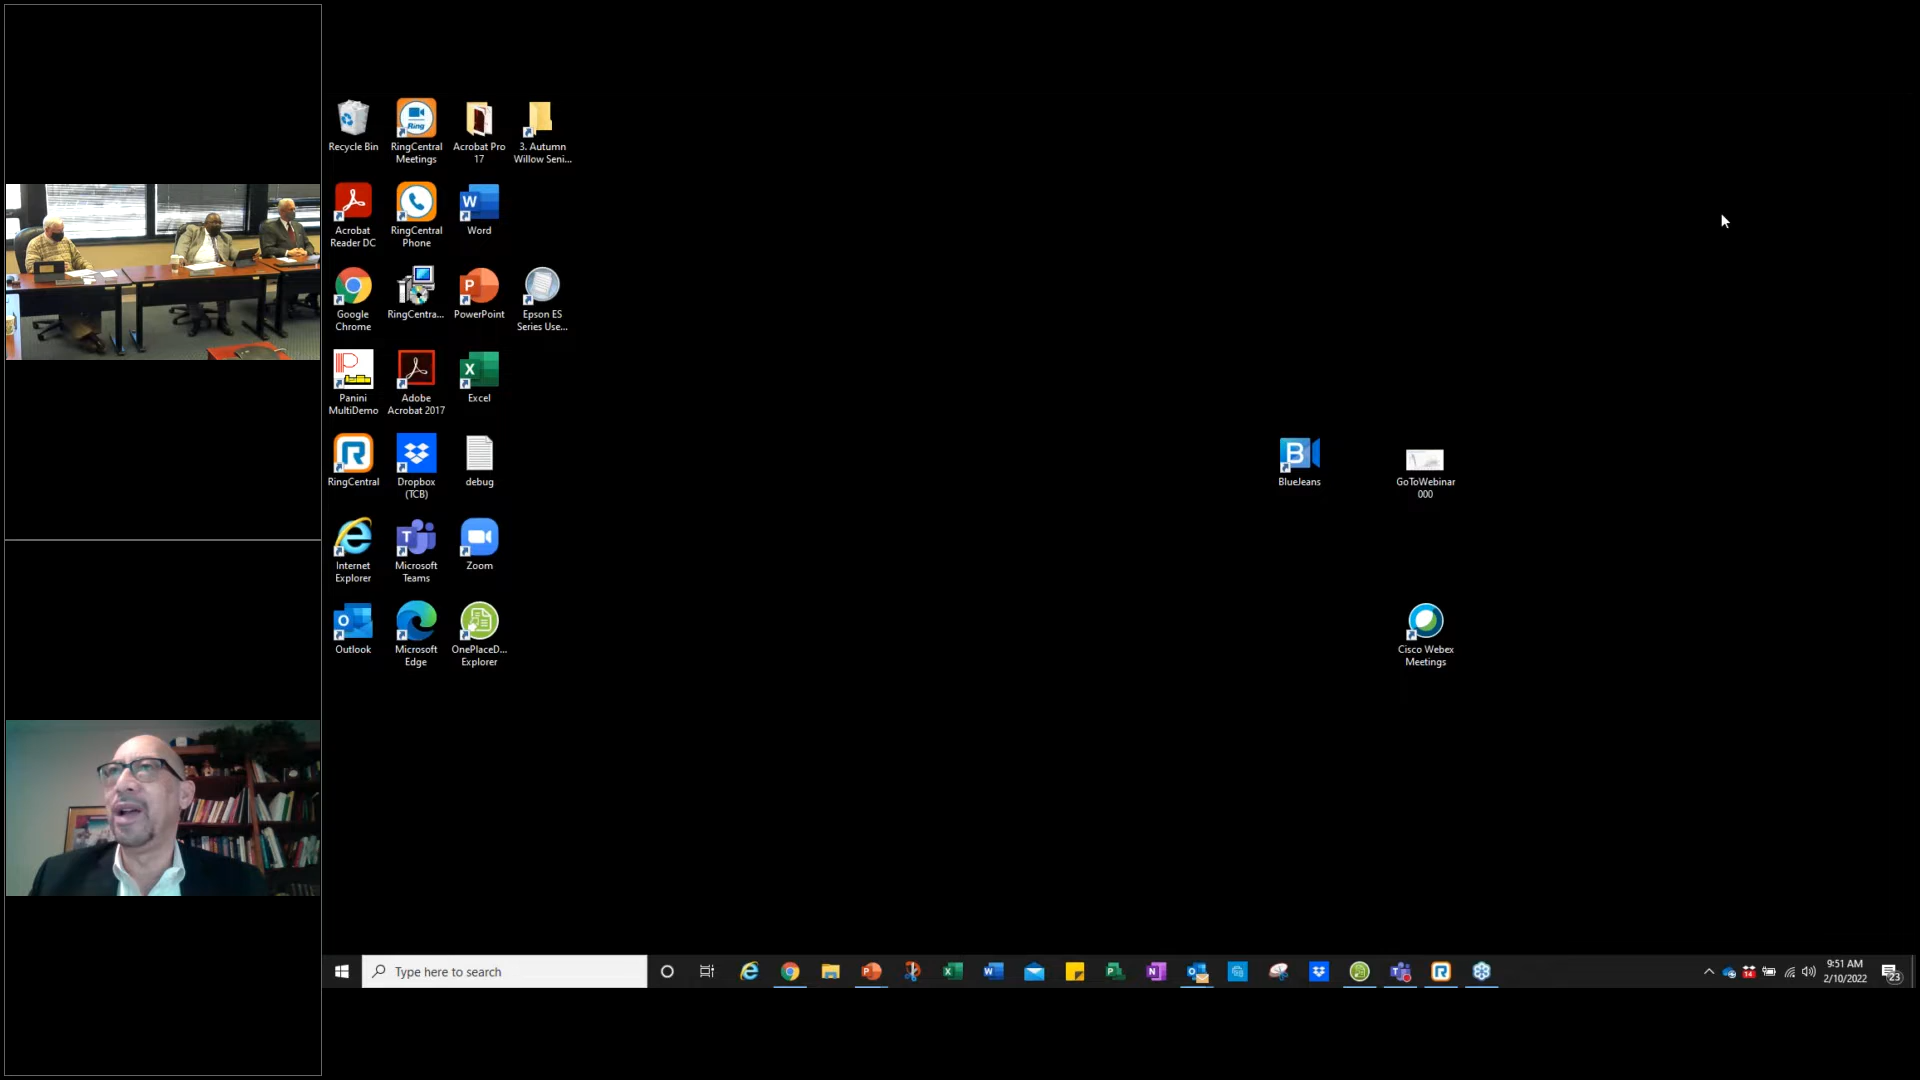 Recycle Bin
RingCentral
Meetings
Acrobat Pro
17
3. Autumn
Willow Seni...
Acrobat
Reader DC
RingCentral
Phone
Word
Google
Chrome
RingCentra...
PowerPoint
Epson ES
Series Use...
Panini
MultiDemo
Adobe
Acrobat 2017
Excel
RingCentral
Dropbox
(TCB)
debug
BlueJeans
GoToWebinar
000
Internet
Explorer
Microsoft
Teams
Zoom
Outlook
Microsoft
Edge
OnePlaceD...
Explorer
Cisco Webex
Meetings
Type here to search
9:51 AM
2/10/2022
23